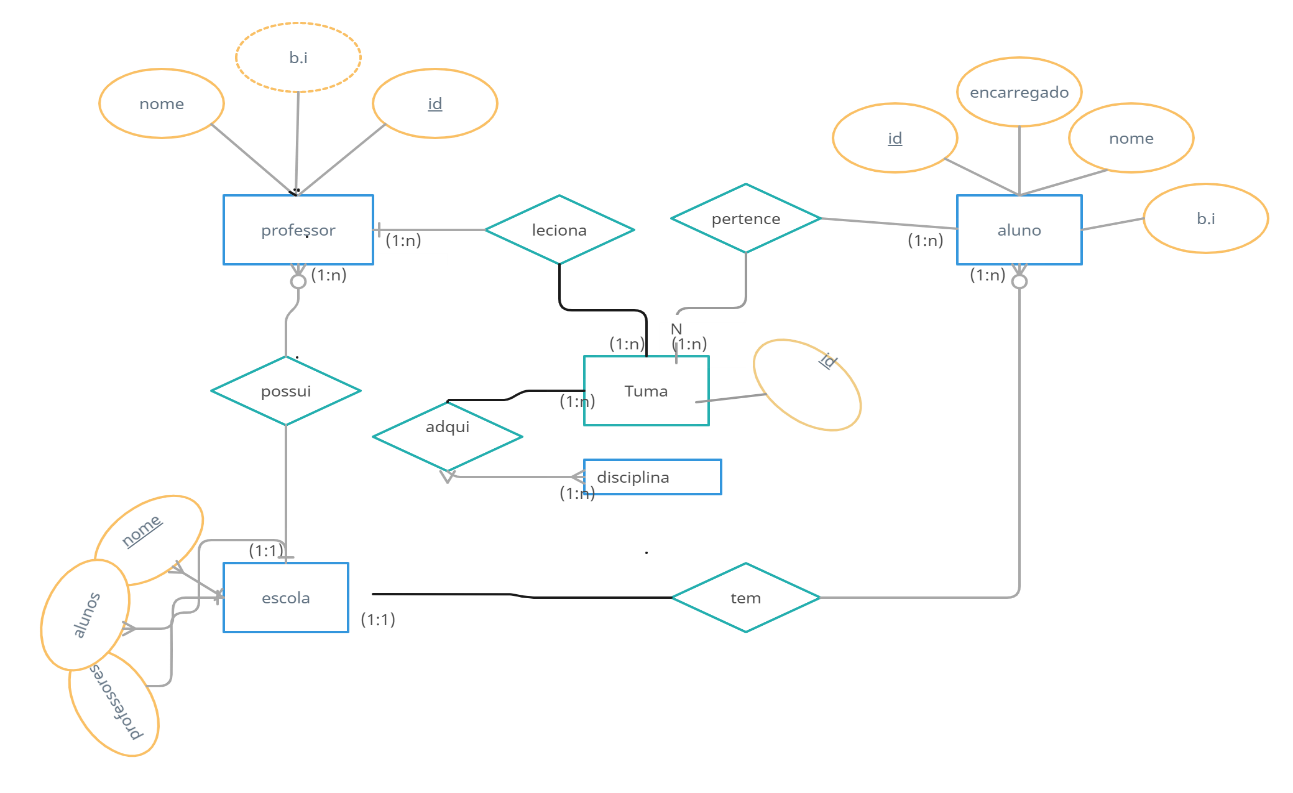 b.i
nome
id
encarregado
id
nome
b.i
professor
(1:n)
leciona
pertence
(1:n)
aluno
(1:n)
(1:n)
N
(1:n)
(1:n)
id
possui
Tuma
(1:n)
adqui
disciplina
(1:n)
nome
(1:1)
escola
alunos
(1:1)
tem
professores